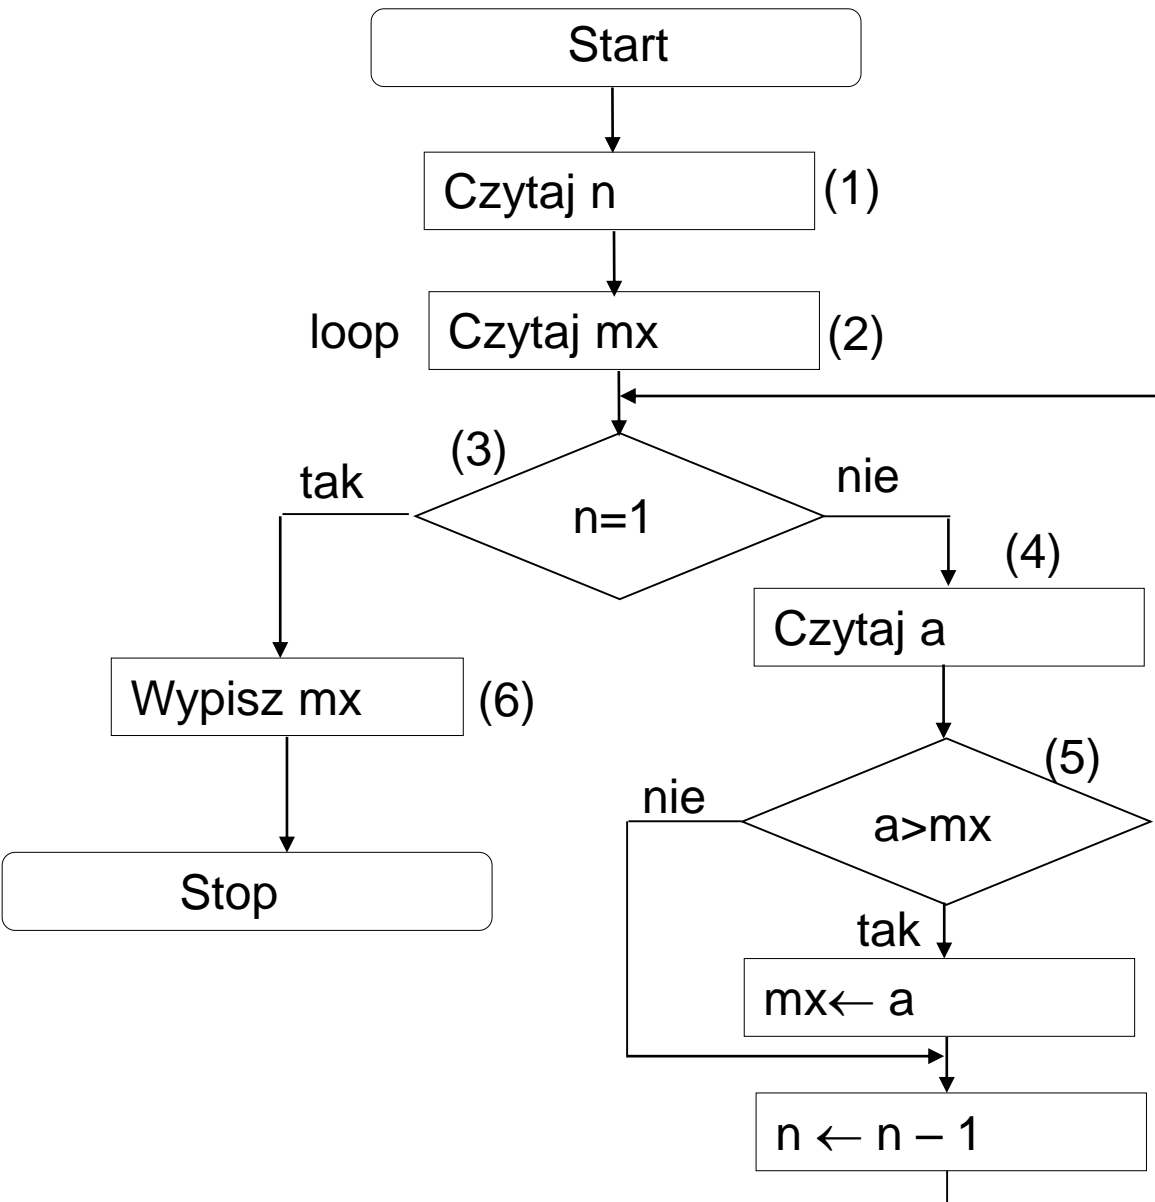 Start
Czytaj n (1)
loop Czytaj mx (2)
(3)
tak n=1 nie
(4)
Czytaj a
Wypisz mx (6)
(5)
nie
a>mx
Stop
tak
mx← a
n ← n – 1